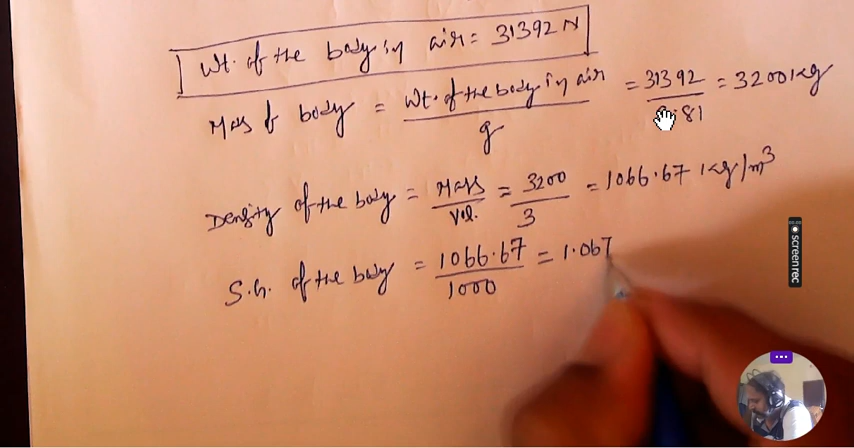 Wt. of the body in air = 31392 N
Mass of body = Wt. of the body in air / g = 31392 / 9.81 = 3200 kg
Density of the body = Mass / Vol. = 3200 / 3 = 1066.67 kg/m³
S.G. of the body = 1066.67 / 1000 = 1.067
screenrec